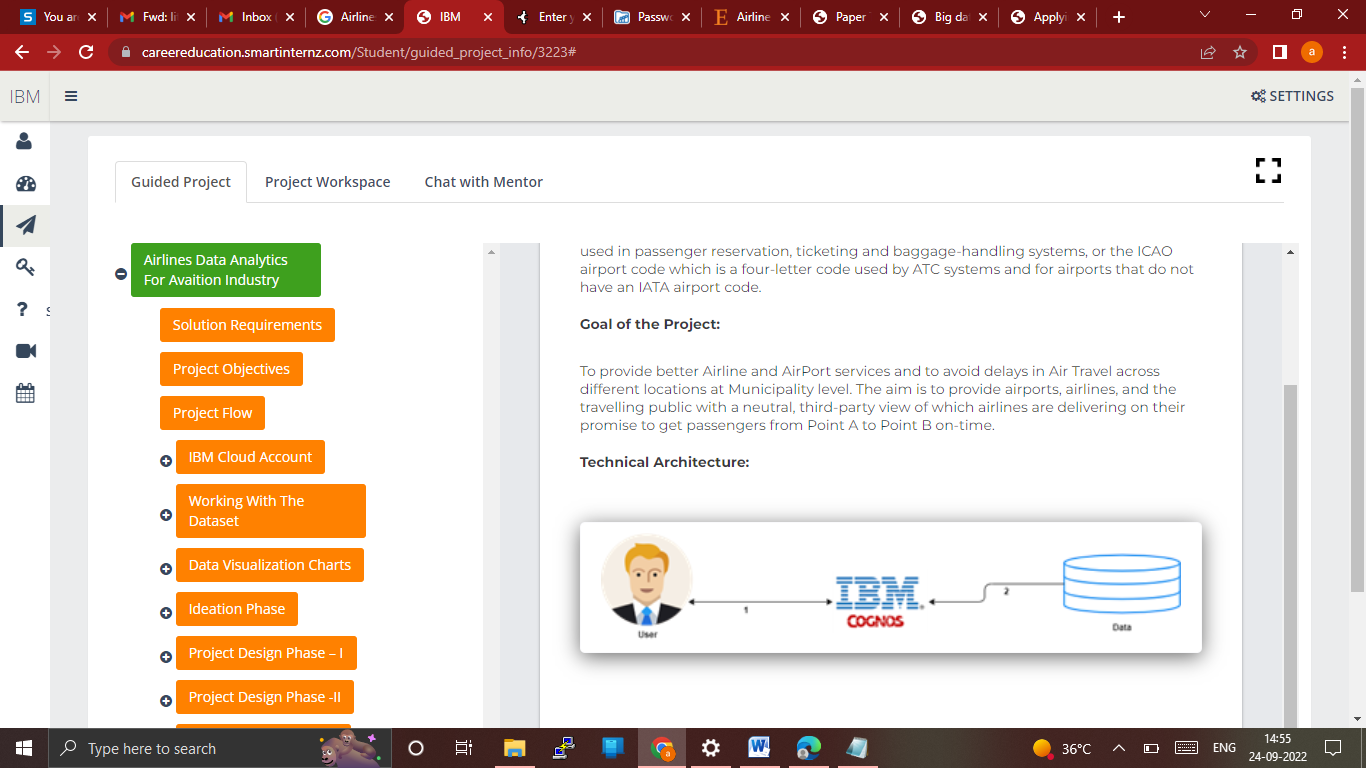 You ar
Fwd: li
Inbox (
Airline
IBM
Enter y
Passw
Airline
Paper T
Big da
Applyi
careereducation.smartinternz.com/Student/guided_project_info/3223#
a
IBM
SETTINGS
Guided Project
Project Workspace
Chat with Mentor
Airlines Data Analytics
For Avaition Industry
Solution Requirements
Project Objectives
Project Flow
IBM Cloud Account
Working With The
Dataset
Data Visualization Charts
Ideation Phase
Project Design Phase – I
Project Design Phase -II
used in passenger reservation, ticketing and baggage-handling systems, or the ICAO
airport code which is a four-letter code used by ATC systems and for airports that do not
have an IATA airport code.
Goal of the Project:
To provide better Airline and AirPort services and to avoid delays in Air Travel across
different locations at Municipality level. The aim is to provide airports, airlines, and the
travelling public with a neutral, third-party view of which airlines are delivering on their
promise to get passengers from Point A to Point B on-time.
Technical Architecture:
User
1
IBM
COGNOS
2
Data
Type here to search
36°C
ENG
14:55
24-09-2022